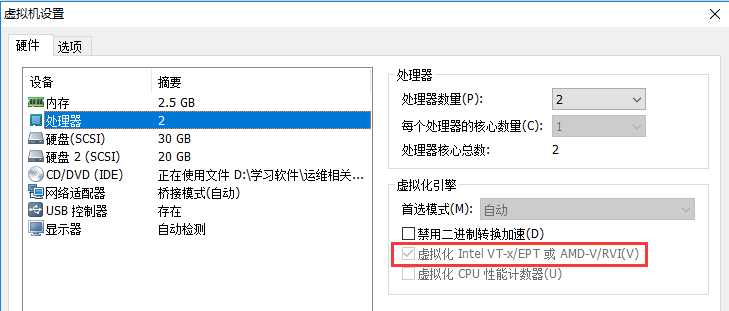 虚拟机设置
硬件 选项
设备 摘要
内存 2.5 GB
处理器 2
硬盘(SCSI) 30 GB
硬盘 2 (SCSI) 20 GB
CD/DVD (IDE) 正在使用文件 D:\学习软件\运维相关...
网络适配器 桥接模式(自动)
USB 控制器 存在
显示器 自动检测
处理器
处理器数量(P): 2
每个处理器的核心数量(C): 1
处理器核心总数: 2
虚拟化引擎
首选模式(M): 自动
禁用二进制转换加速(D)
虚拟化 Intel VT-x/EPT 或 AMD-V/RVI(V)
虚拟化 CPU 性能计数器(U)